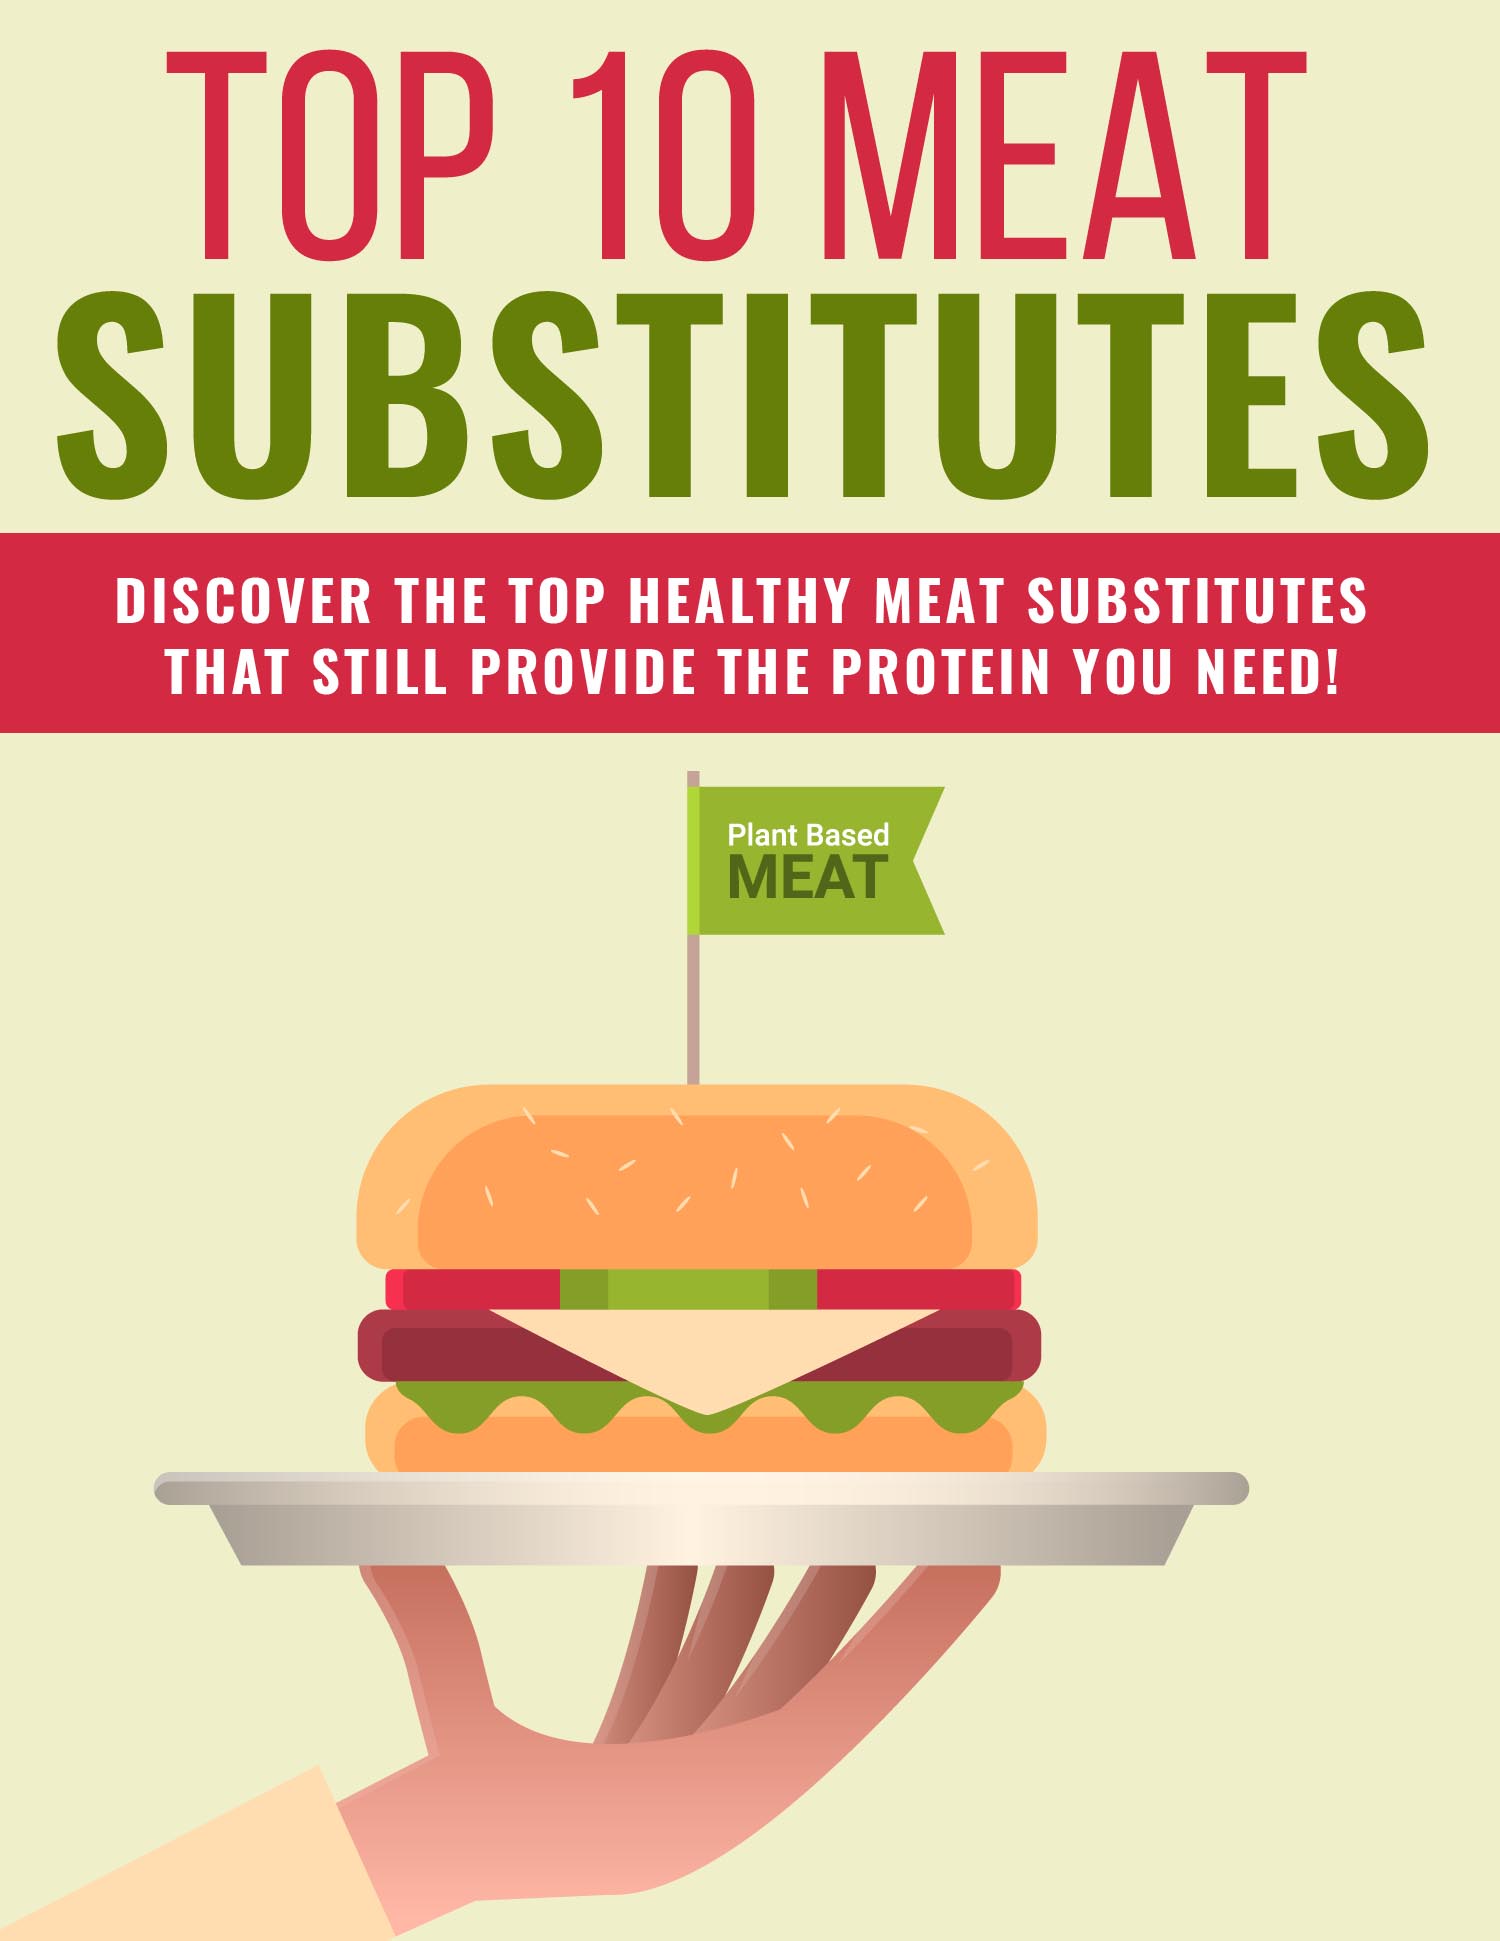 TOP 10 MEAT
SUBSTITUTES
DISCOVER THE TOP HEALTHY MEAT SUBSTITUTES
THAT STILL PROVIDE THE PROTEIN YOU NEED!
Plant Based
MEAT